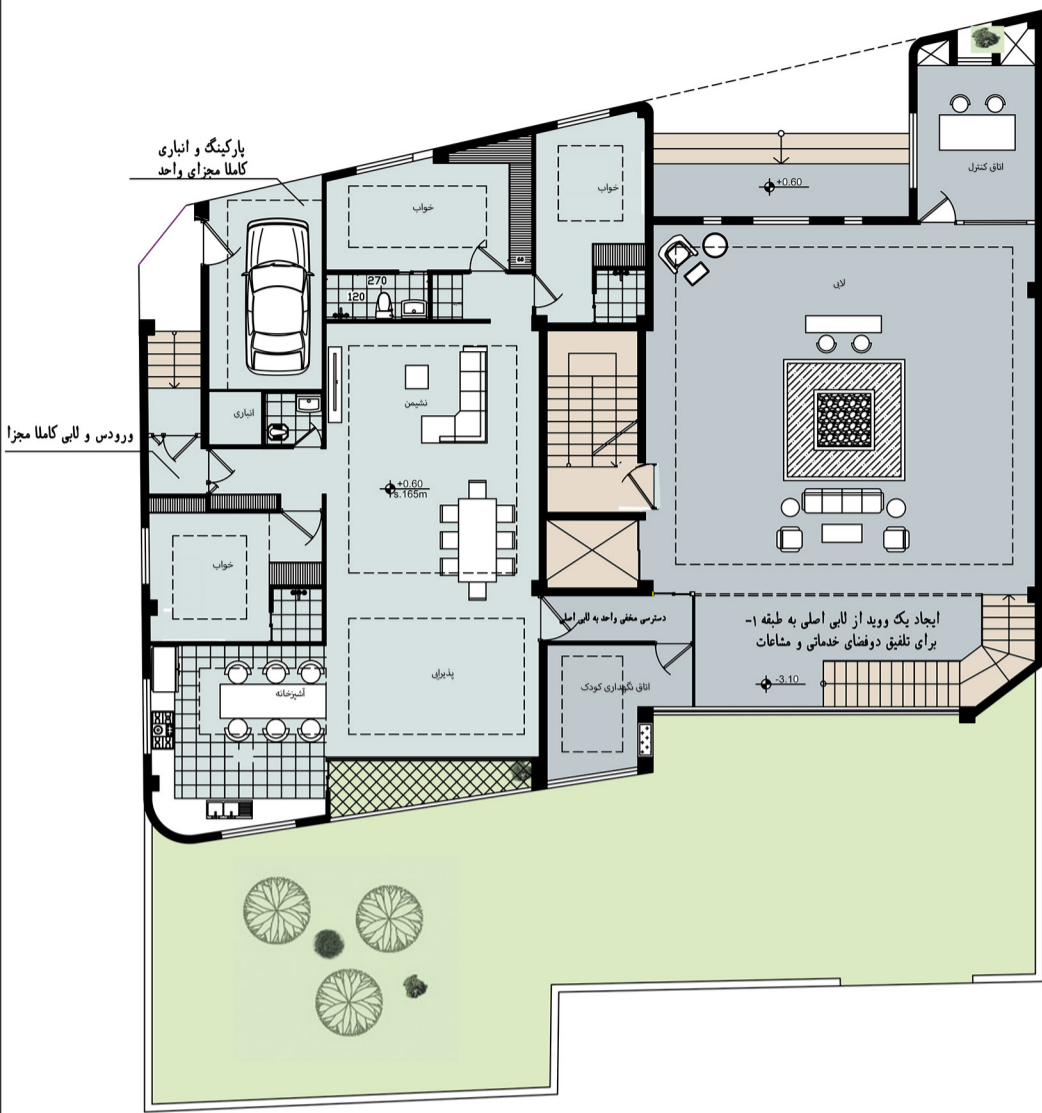 پارکینگ و انباری
کاملا مجزای واحد
اتاق کنترل
+0.60
خواب
خواب
لابی
270
120
نشیمن
انباری
ورودس و لابی کاملا مجزا
+0.60
s.165m
خواب
دسترسی مخفی واحد به لابی اصلی
ایجاد یک ووید از لابی اصلی به طبقه ۱-
برای تلفیق دوفضای خدماتی و مشاعات
-3.10
پذیرایی
اتاق نگهداری کودک
آشپزخانه